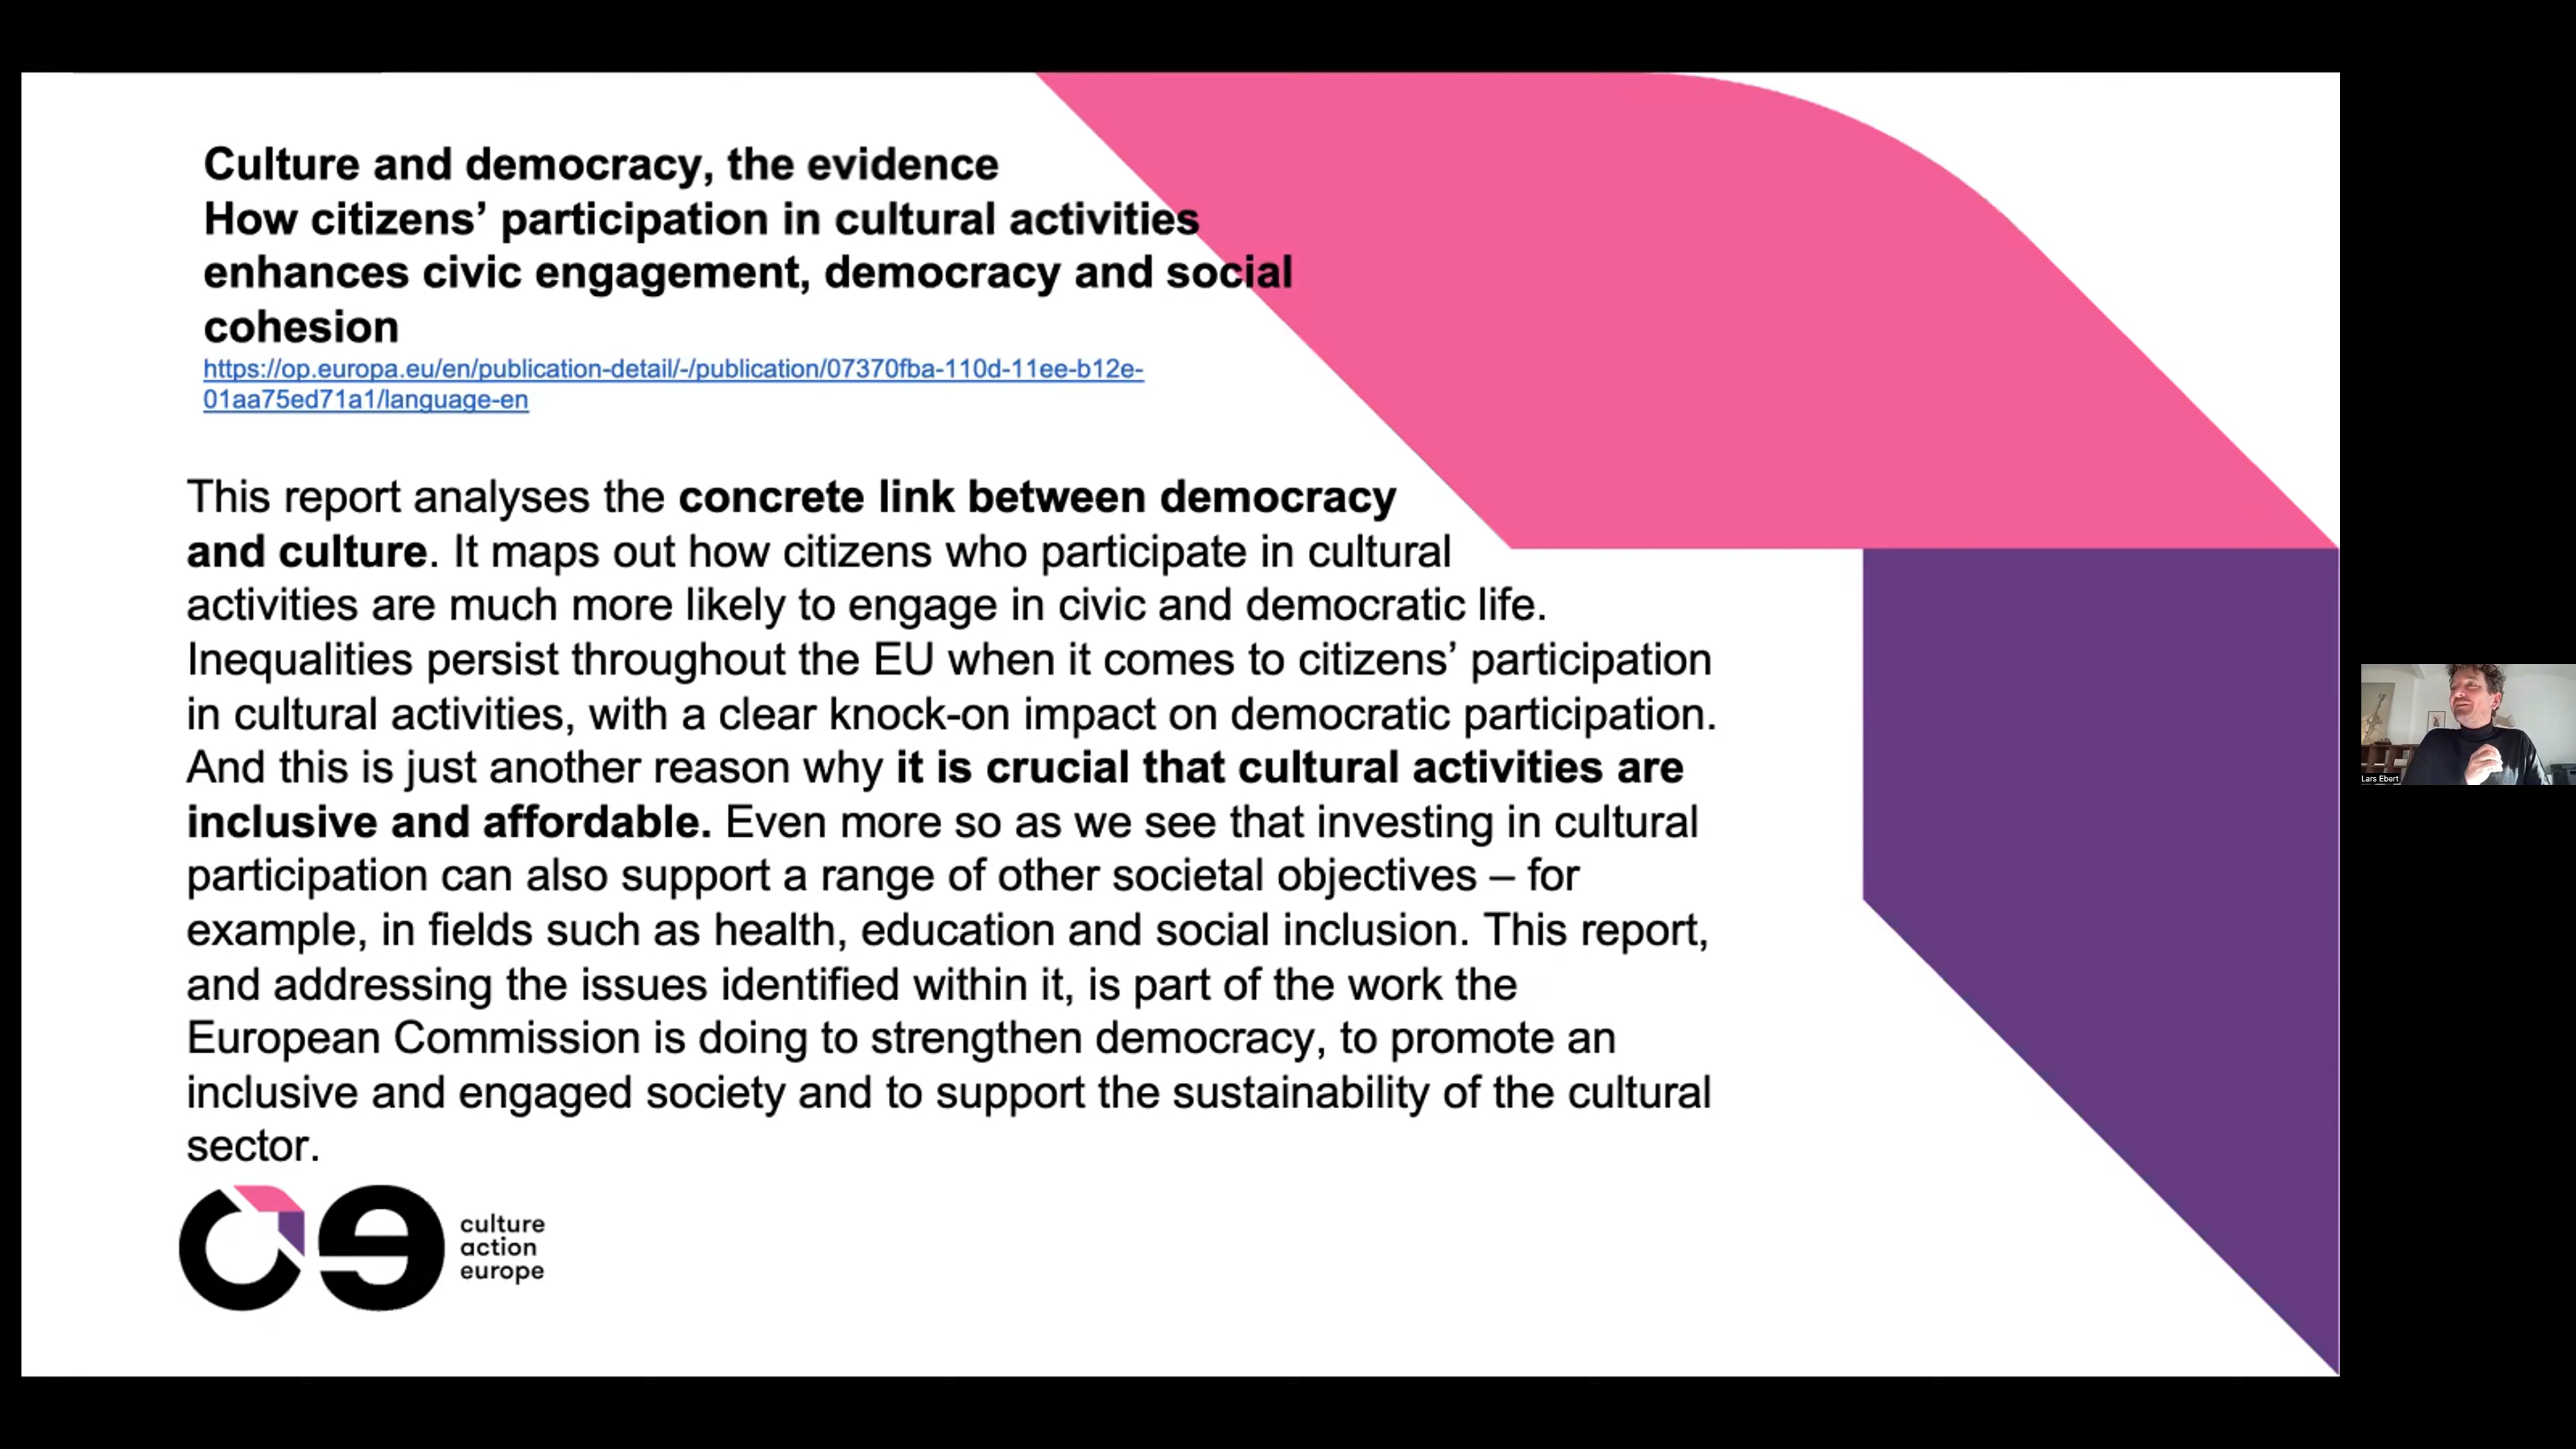 Culture and democracy, the evidence
How citizens’ participation in cultural activities
enhances civic engagement, democracy and social
cohesion
https://op.europa.eu/en/publication-detail/-/publication/07370fba-110d-11ee-b12e-
01aa75ed71a1/language-en
This report analyses the concrete link between democracy
and culture. It maps out how citizens who participate in cultural
activities are much more likely to engage in civic and democratic life.
Inequalities persist throughout the EU when it comes to citizens’ participation
in cultural activities, with a clear knock-on impact on democratic participation.
And this is just another reason why it is crucial that cultural activities are
inclusive and affordable. Even more so as we see that investing in cultural
participation can also support a range of other societal objectives – for
example, in fields such as health, education and social inclusion. This report,
and addressing the issues identified within it, is part of the work the
European Commission is doing to strengthen democracy, to promote an
inclusive and engaged society and to support the sustainability of the cultural
sector.
culture
action
europe
Lars Ebert